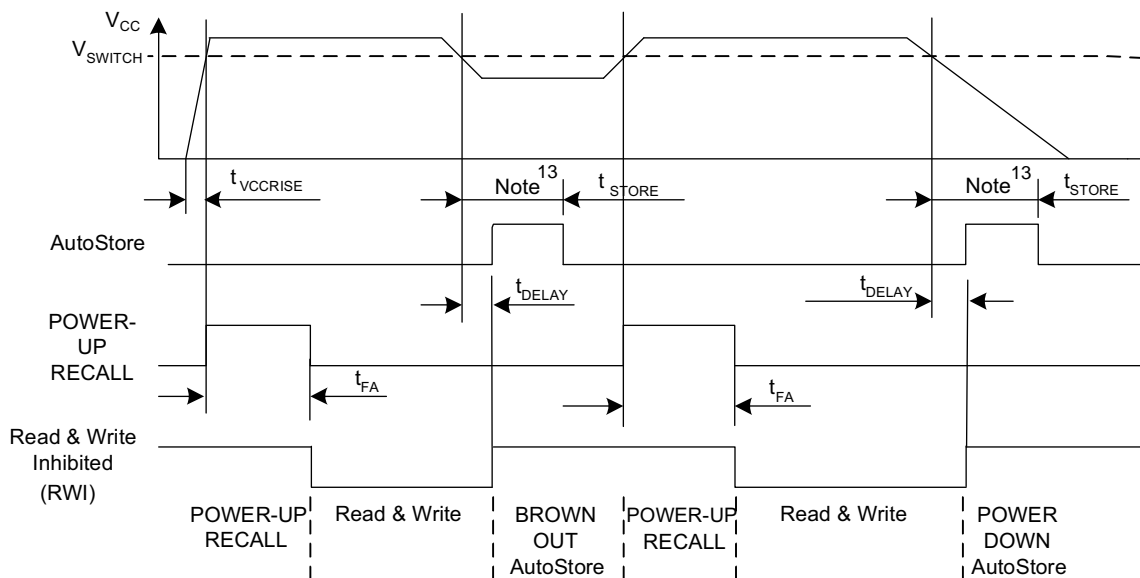 VCC
VSWITCH
tVCCRISE
Note13
tSTORE
Note13
tSTORE
AutoStore
tDELAY
tDELAY
POWER-
UP
RECALL
tFA
tFA
Read & Write
Inhibited
(RWI)
POWER-UP
RECALL
Read & Write
BROWN
OUT
AutoStore
POWER-UP
RECALL
Read & Write
POWER
DOWN
AutoStore